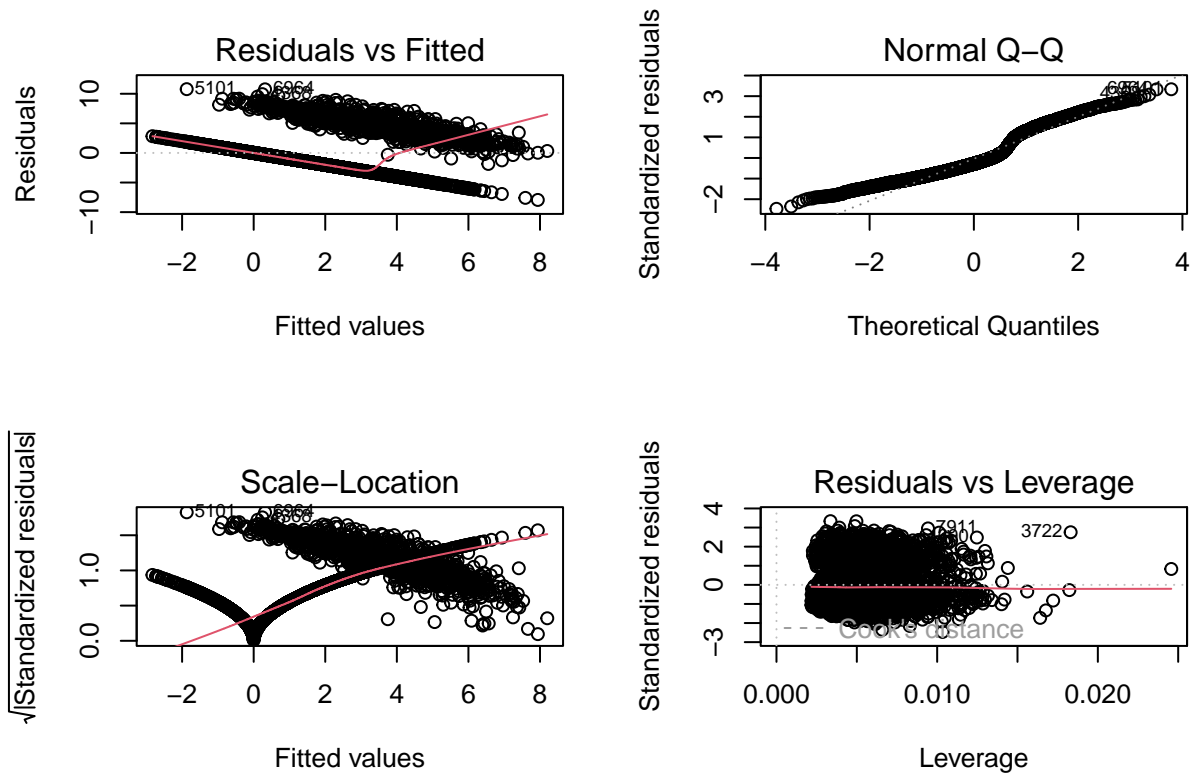 Residuals vs Fitted
Residuals
10
0
−10
5101
6964
−2 0 2 4 6 8
Fitted values
Normal Q−Q
Standardized residuals
3
1
−2
−4 −2 0 2 4
Theoretical Quantiles
Scale−Location
√|Standardized residuals|
1.0
0.0
5101
6964
−2 0 2 4 6 8
Fitted values
Residuals vs Leverage
Standardized residuals
4
2
0
−3
7911
3722
Cook's distance
0.000 0.010 0.020
Leverage